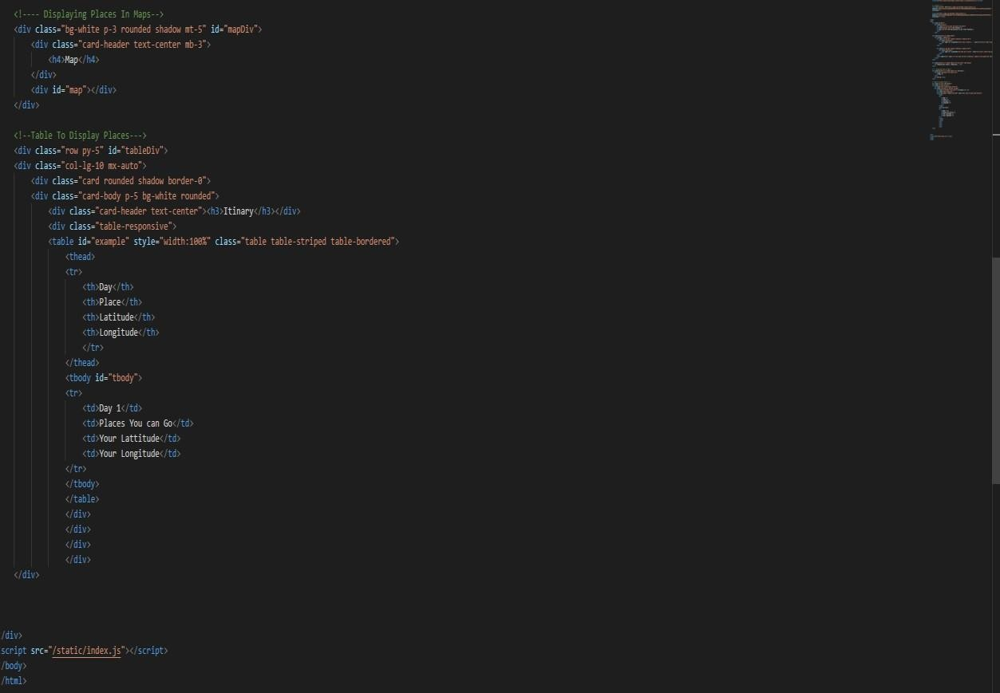 <!---- Displaying Places In Maps-->
<div class="bg-white p-3 rounded shadow mt-5" id="mapDiv">
<div class="card-header text-center mb-3">
<h4>Map</h4>
</div>
<div id="map"></div>
</div>
<!--Table To Display Places--->
<div class="row py-5" id="tableDiv">
<div class="col-lg-10 mx-auto">
<div class="card rounded shadow border-0">
<div class="card-body p-5 bg-white rounded">
<div class="card-header text-center"><h3>Itinary</h3></div>
<div class="table-responsive">
<table id="example" style="width:100%" class="table table-striped table-bordered">
<thead>
<tr>
<th>Day</th>
<th>Place</th>
<th>Latitude</th>
<th>Longitude</th>
</tr>
</thead>
<tbody id="tbody">
<tr>
<td>Day 1</td>
<td>Places You can Go</td>
<td>Your Lattitude</td>
<td>Your Longitude</td>
</tr>
</tbody>
</table>
</div>
</div>
</div>
</div>
</div>
/div>
script src="/static/index.js"></script>
/body>
/html>